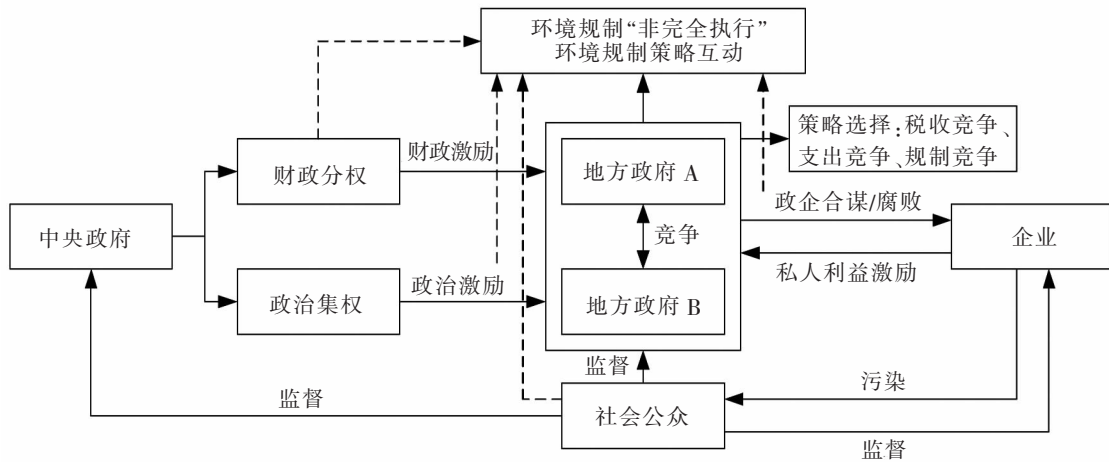 环境规制“非完全执行”
环境规制策略互动
策略选择:税收竞争、
支出竞争、规制竞争
财政分权
财政激励
地方政府 A
政企合谋/腐败
中央政府
竞争
企业
私人利益激励
政治集权
政治激励
地方政府 B
监督
污染
监督
社会公众
监督